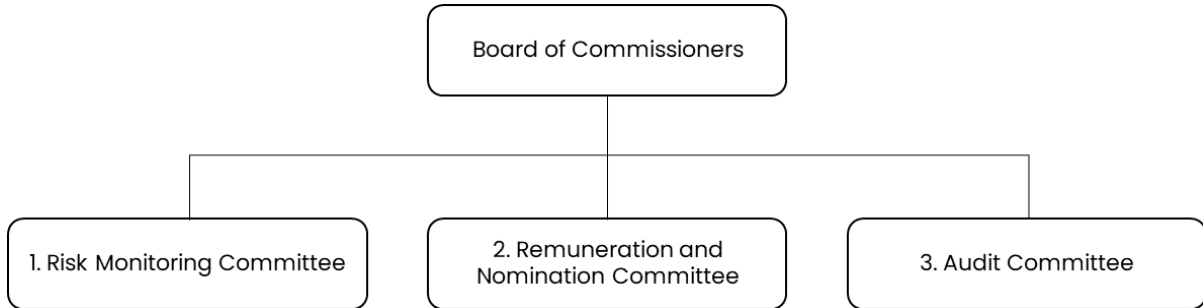 Board of Commissioners
1. Risk Monitoring Committee
2. Remuneration and
Nomination Committee
3. Audit Committee